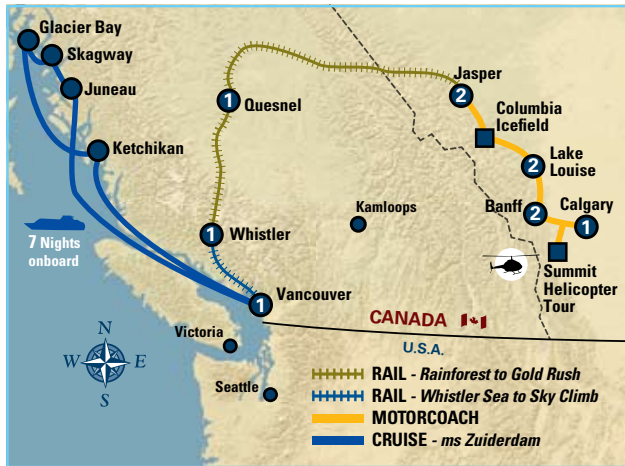 Glacier Bay
Skagway
Juneau
Ketchikan
7 Nights
onboard
1
Quesnel
Jasper
2
Columbia
Icefield
2
Lake
Louise
Banff
2
Calgary
1
Summit
Helicopter
Tour
Kamloops
1
Whistler
1
Vancouver
Victoria
Seattle
CANADA
U.S.A.
N
W
E
S
RAIL - Rainforest to Gold Rush
RAIL - Whistler Sea to Sky Climb
MOTORCOACH
CRUISE - ms Zuiderdam